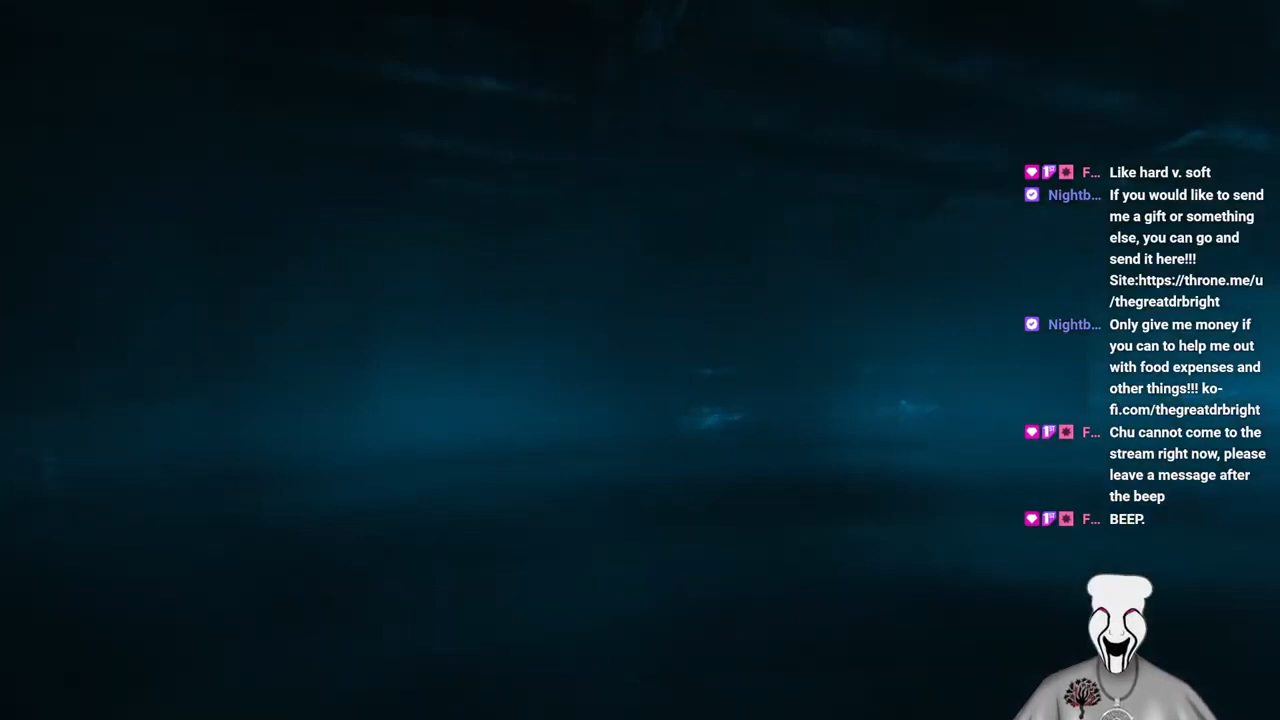 F... Like hard v. soft
Nightb... If you would like to send
me a gift or something
else, you can go and
send it here!!!
Site:https://throne.me/u
/thegreatdrbright
Nightb... Only give me money if
you can to help me out
with food expenses and
other things!!! ko-
fi.com/thegreatdrbright
F... Chu cannot come to the
stream right now, please
leave a message after
the beep
F... BEEP.